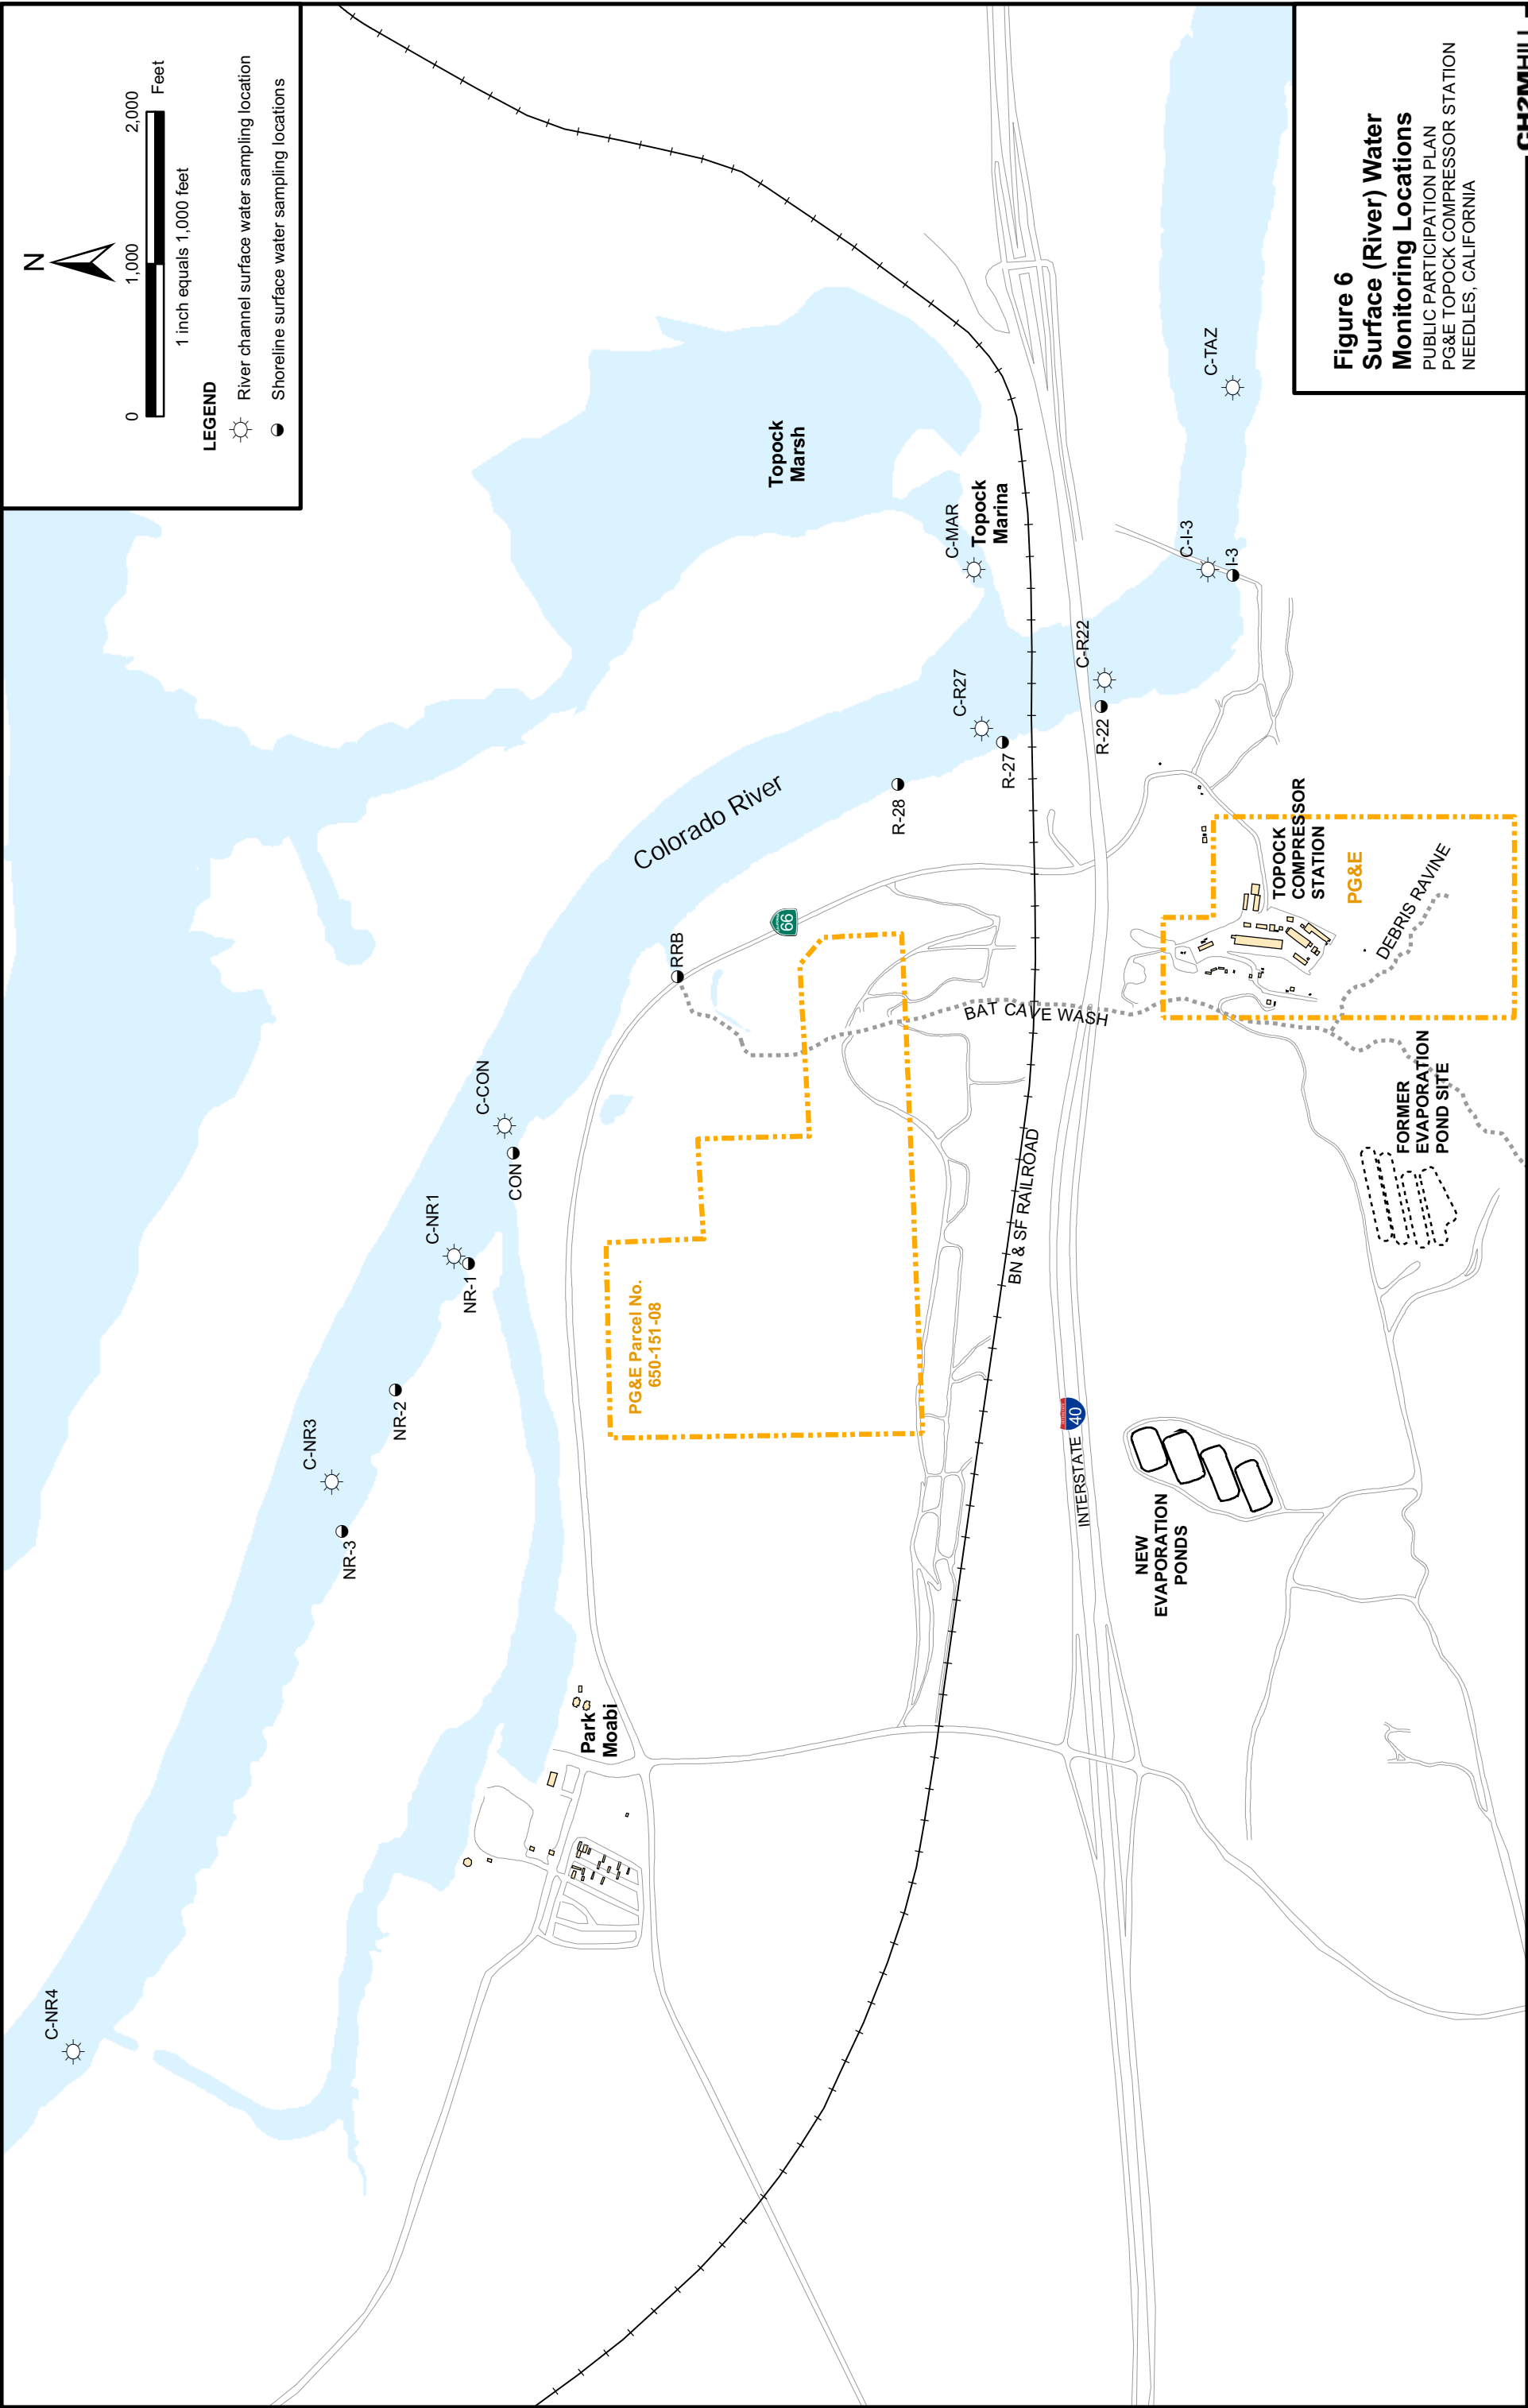 N
0
1,000
2,000
Feet
1 inch equals 1,000 feet
LEGEND
River channel surface water sampling location
Shoreline surface water sampling locations
C-NR4
C-NR3
NR-3
NR-2
C-NR1
NR-1
C-CON
CON
RRB
Colorado River
Topock
Marsh
C-MAR
Topock
Marina
C-R27
R-27
R-28
C-R22
R-22
C-I-3
I-3
C-TAZ
66
Park
Moabi
PG&E Parcel No.
650-151-08
BAT CAVE WASH
BN & SF RAILROAD
INTERSTATE
40
NEW
EVAPORATION
PONDS
FORMER
EVAPORATION
POND SITE
TOPOCK
COMPRESSOR
STATION
PG&E
DEBRIS RAVINE
Figure 6
Surface (River) Water
Monitoring Locations
PUBLIC PARTICIPATION PLAN
PG&E TOPOCK COMPRESSOR STATION
NEEDLES, CALIFORNIA
CH2MHILL